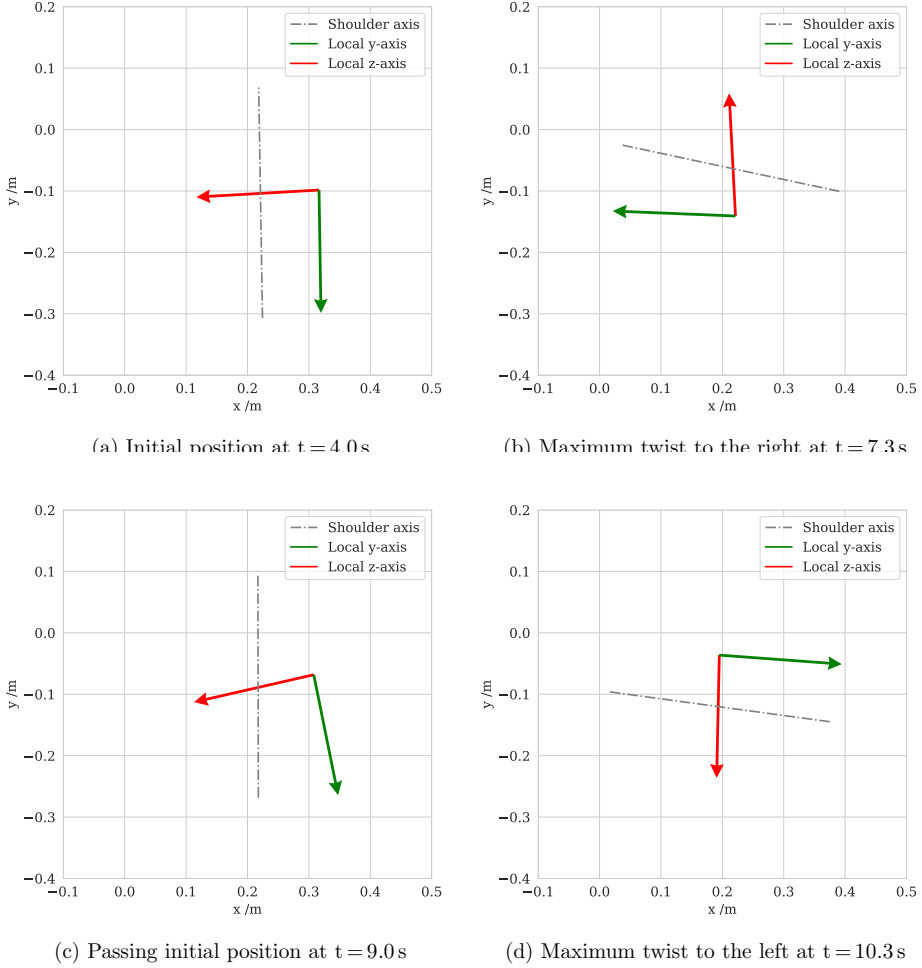 0.2
0.1
0.0
−0.1
−0.2
−0.3
−0.4
y /m
−0.1 0.0 0.1 0.2 0.3 0.4 0.5
x /m
Shoulder axis
Local y-axis
Local z-axis
(a) Initial position at t = 4.0 s
0.2
0.1
0.0
−0.1
−0.2
−0.3
−0.4
y /m
−0.1 0.0 0.1 0.2 0.3 0.4 0.5
x /m
Shoulder axis
Local y-axis
Local z-axis
(b) Maximum twist to the right at t = 7.3 s
0.2
0.1
0.0
−0.1
−0.2
−0.3
−0.4
y /m
−0.1 0.0 0.1 0.2 0.3 0.4 0.5
x /m
Shoulder axis
Local y-axis
Local z-axis
(c) Passing initial position at t = 9.0 s
0.2
0.1
0.0
−0.1
−0.2
−0.3
−0.4
y /m
−0.1 0.0 0.1 0.2 0.3 0.4 0.5
x /m
Shoulder axis
Local y-axis
Local z-axis
(d) Maximum twist to the left at t = 10.3 s